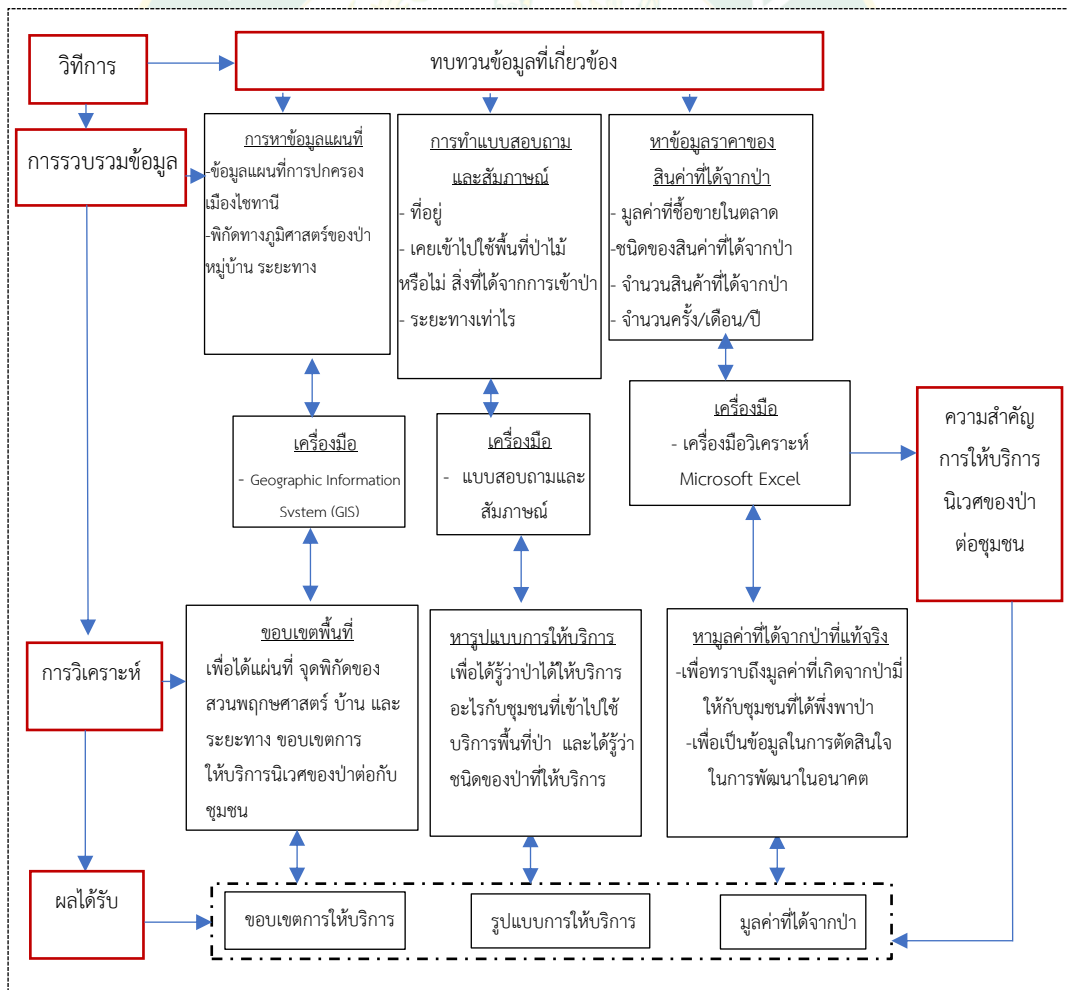 วิทีการ
ทบทวนข้อมูลที่เกี่ยวข้อง
การรวบรวมข้อมูล
การหาข้อมูลแผนที่
-ข้อมูลแผนที่การปกครอง
เมืองไชทานี
-พิกัดทางภูมิศาสตร์ของป่า
หมู่บ้าน ระยะทาง
การทำแบบสอบถาม
และสัมภาษณ์
- ที่อยู่
- เคยเข้าไปใช้พื้นที่ป่าไม้
หรือไม่ สิ่งที่ได้จากการเข้าป่า
- ระยะทางเท่าไร
หาข้อมูลราคาของ
สินค่าที่ได้จากป่า
- มูลค่าที่ซื้อขายในตลาด
-ชนิดของสินค่าที่ได้จากป่า
- จำนวนสินค้าที่ได้จากป่า
- จำนวนครั้ง/เดือน/ปี
เครื่องมือ
- Geographic Information
System (GIS)
เครื่องมือ
- แบบสอบถามและ
สัมภาษณ์
เครื่องมือ
- เครื่องมือวิเคราะห์
Microsoft Excel
ความสำคัญ
การให้บริการ
นิเวศของป่า
ต่อชุมชน
การวิเคราะห์
ขอบเขตพื้นที่
เพื่อได้แผ่นที่ จุดพิกัดของ
สวนพฤกษศาสตร์ บ้าน และ
ระยะทาง ขอบเขตการ
ให้บริการนิเวศของป่าต่อกับ
ชุมชน
หารูปแบบการให้บริการ
เพื่อได้รู้ว่าป่าได้ให้บริการ
อะไรกับชุมชนที่เข้าไปใช้
บริการพื้นที่ป่า และได้รู้ว่า
ชนิดของป่าที่ให้บริการ
หามูลค่าที่ได้จากป่าที่แท้จริง
-เพื่อทราบถึงมูลค่าที่เกิดจากป่ามี่
ให้กับชุมชนที่ได้พึ่งพาป่า
-เพื่อเป็นข้อมูลในการตัดสินใจ
ในการพัฒนาในอนาคต
ผลได้รับ
ขอบเขตการให้บริการ
รูปแบบการให้บริการ
มูลค่าที่ได้จากป่า